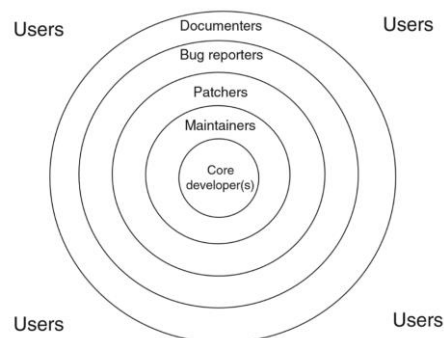 Users
Users
Documenters
Bug reporters
Patchers
Maintainers
Core
developer(s)
Users
Users